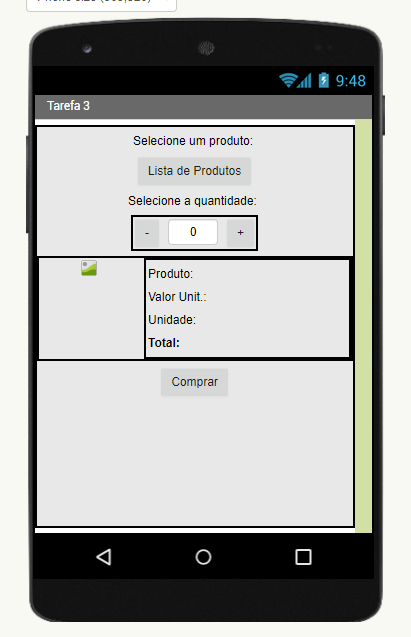 9:48
Tarefa 3
Selecione um produto:
Lista de Produtos
Selecione a quantidade:
- 0 +
Produto:
Valor Unit.:
Unidade:
Total:
Comprar